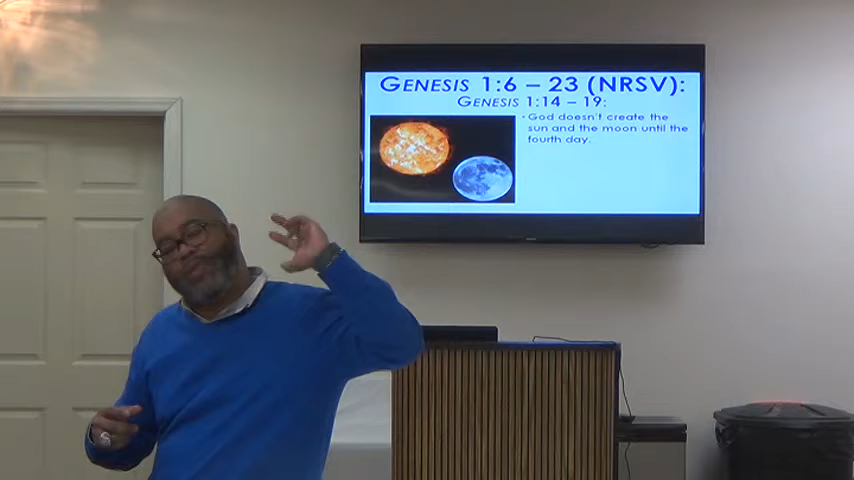 GENESIS 1:6 – 23 (NRSV):
GENESIS 1:14 – 19:
• God doesn't create the
sun and the moon until the
fourth day.